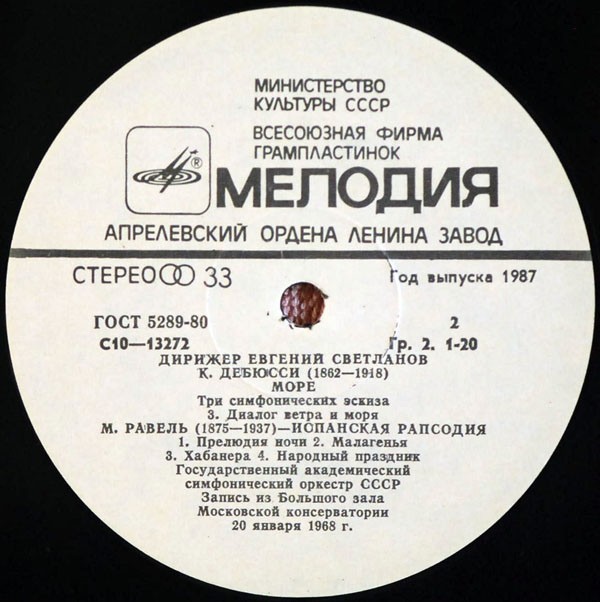 МИНИСТЕРСТВО
КУЛЬТУРЫ СССР
ВСЕСОЮЗНАЯ ФИРМА
ГРАМПЛАСТИНОК
®
МЕЛОДИЯ
АПРЕЛЕВСКИЙ ОРДЕНА ЛЕНИНА ЗАВОД
СТЕРЕО 33 Год выпуска 1987
ГОСТ 5289-80 2
С10—13272 Гр. 2. 1-20
ДИРИЖЕР ЕВГЕНИЙ СВЕТЛАНОВ
К. ДЕБЮССИ (1862—1918)
МОРЕ
Три симфонических эскиза
3. Диалог ветра и моря
М. РАВЕЛЬ (1875—1937)—ИСПАНСКАЯ РАПСОДИЯ
1. Прелюдия ночи 2. Малагенья
3. Хабанера 4. Народный праздник
Государственный академический
симфонический оркестр СССР
Запись из Большого зала
Московской консерватории
20 января 1968 г.